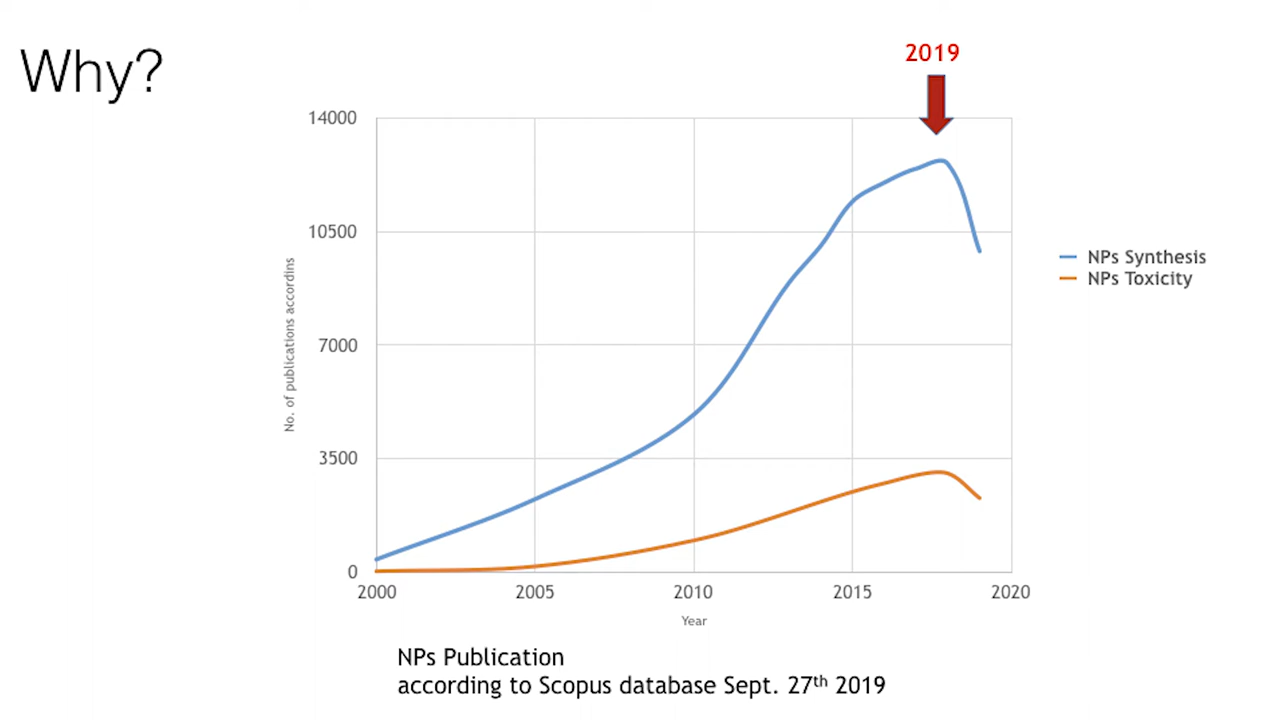 Why?
2019
14000
10500
7000
3500
0
No. of publications accordins
2000 2005 2010 2015 2020
Year
NPs Synthesis
NPs Toxicity
NPs Publication
according to Scopus database Sept. 27th 2019